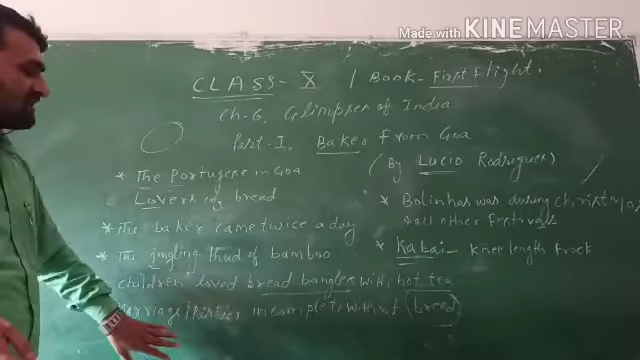 Made with KINEMASTER
CLASS - X / Book - First Flight.
Ch-6, Glimpses of India
Part-I, Baker from Goa
(By Lucio Rodrigues)
* The Portugese in Goa
Lovers of bread
* The baker came twice a day
* The jingling thud of bamboo
children loved bread bangles with hot tea
Marriage Parties incomplete without (bread)
* Bolinhas was during christmas
& all other festivals
* Kabai - knee length frock